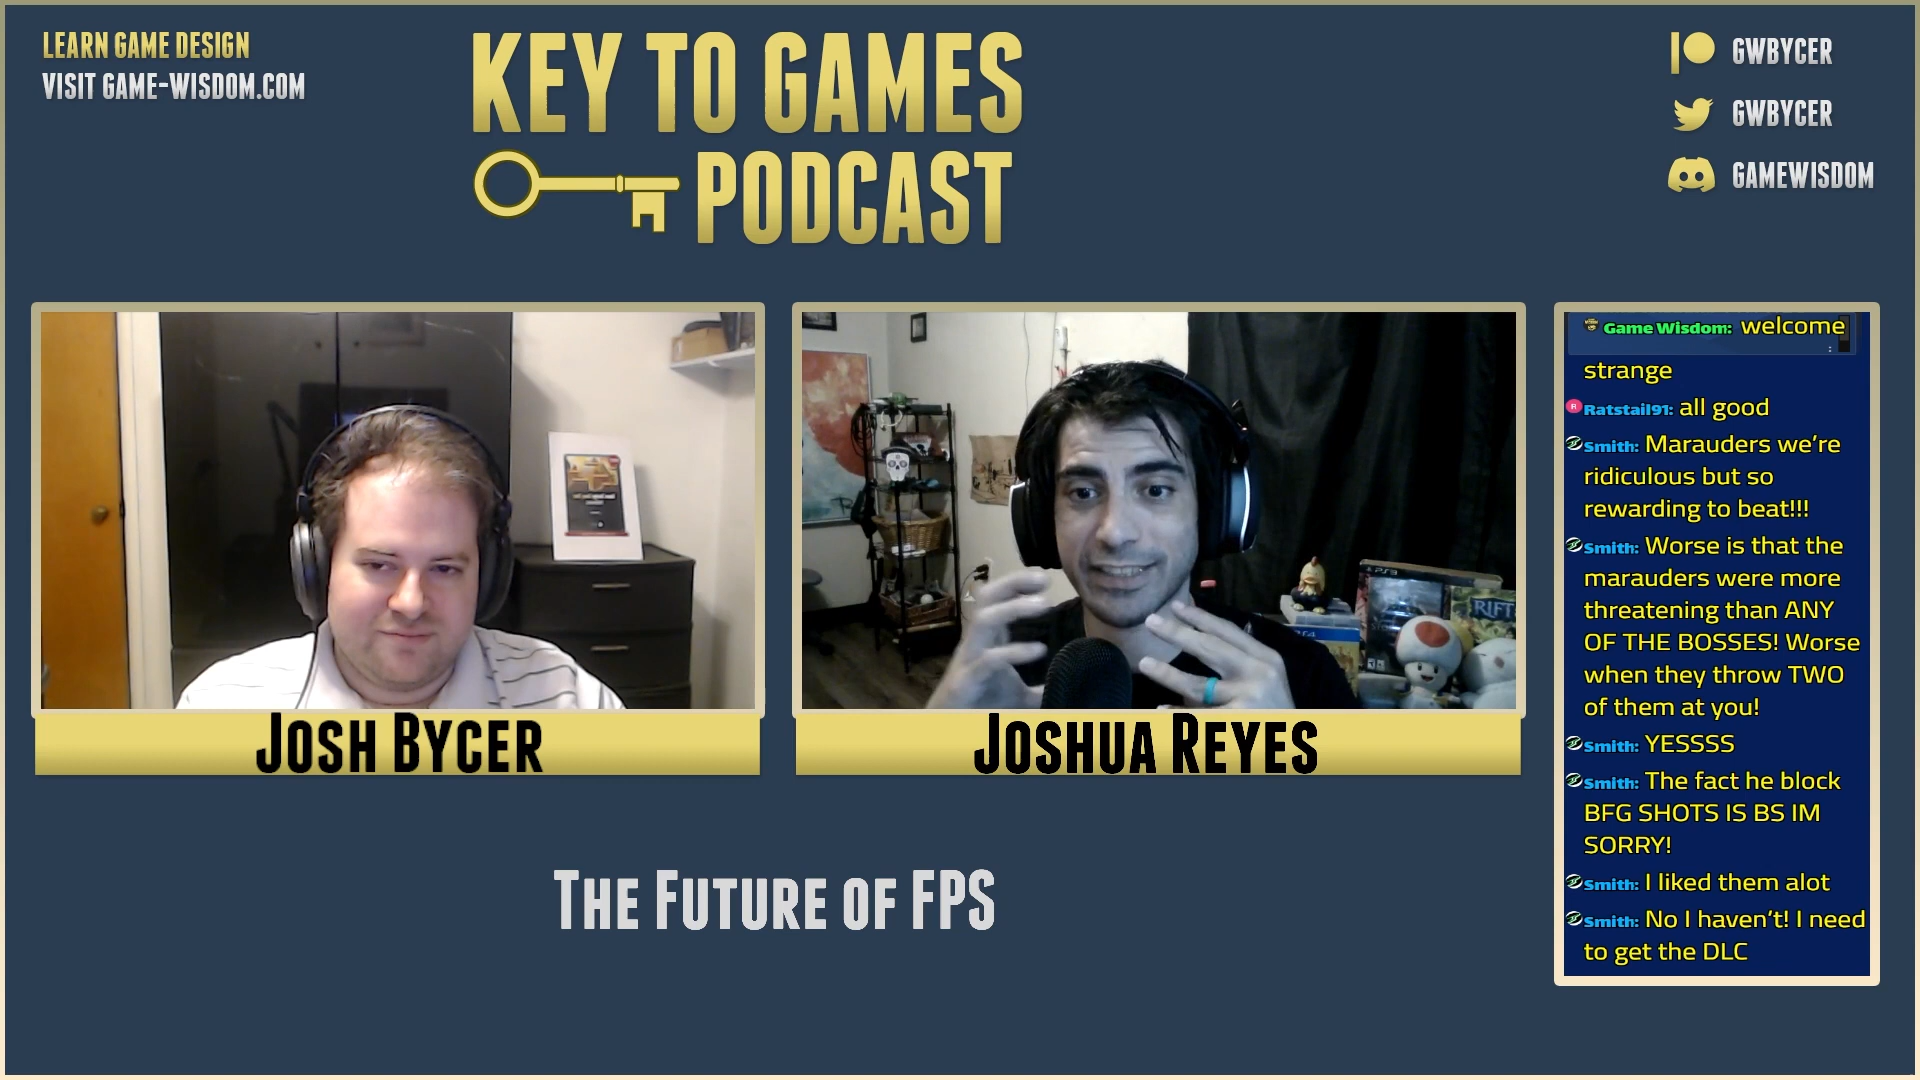 LEARN GAME DESIGN
VISIT GAME-WISDOM.COM
KEY TO GAMES
PODCAST
GWBYCER
GWBYCER
GAMEWISDOM
PS3
RIFT
PS4
JOSH BYCER
JOSHUA REYES
THE FUTURE OF FPS
Game Wisdom: welcome
strange
R Ratstail91: all good
Smith: Marauders we're
ridiculous but so
rewarding to beat!!!
Smith: Worse is that the
marauders were more
threatening than ANY
OF THE BOSSES! Worse
when they throw TWO
of them at you!
Smith: YESSSS
Smith: The fact he block
BFG SHOTS IS BS IM
SORRY!
Smith: I liked them alot
Smith: No I haven't! I need
to get the DLC